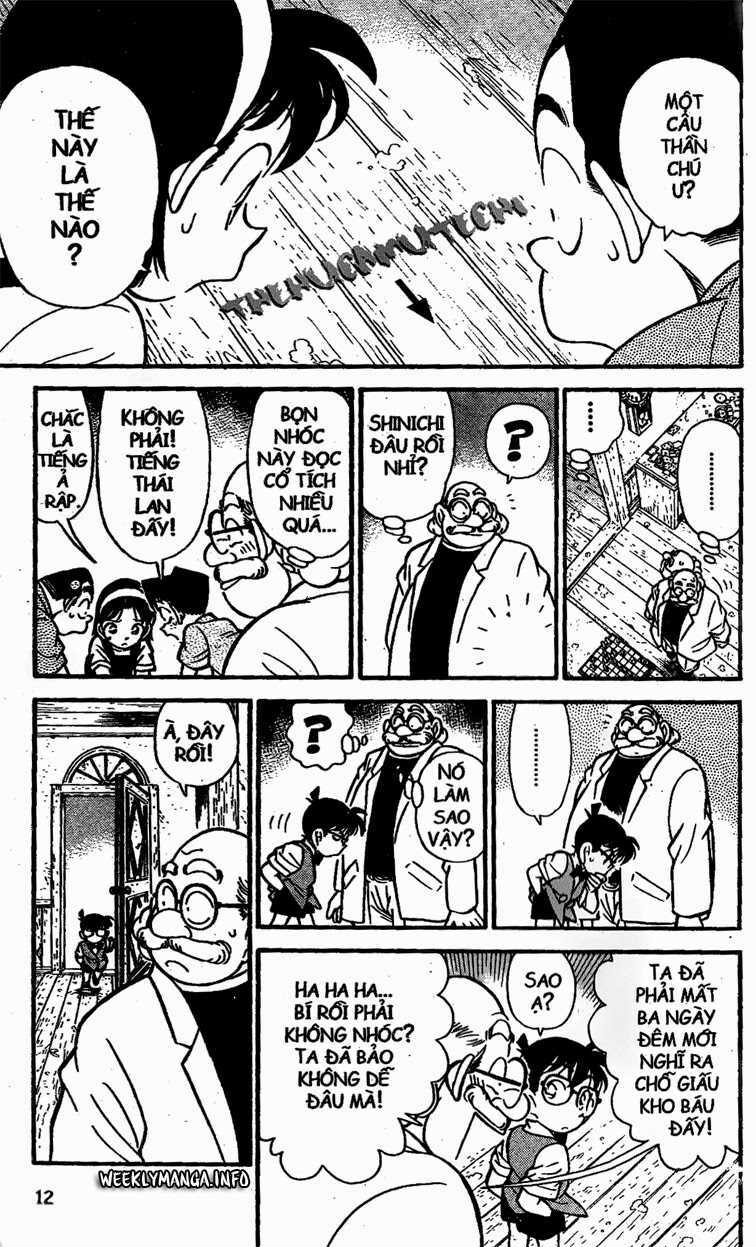 MỘT
CÂU
THẦN
CHÚ
Ư?
THẾ
NÀY
LÀ
THẾ
NÀO
?
THEHUGAMUTECHI
.......
......
?
SHINICHI
ĐÂU RỒI
NHỈ?
BỌN
NHÓC
NÀY ĐỌC
CỔ TÍCH
NHIỀU
QUÁ...
KHÔNG
PHẢI!
TIẾNG
THÁI
LAN
ĐẤY!
CHẮC
LÀ
TIẾNG
Ả
RẬP.
........
?
NÓ
LÀM
SAO
VẬY?
À, ĐÂY
RỒI!
TA ĐÃ
PHẢI MẤT
BA NGÀY
ĐÊM MỚI
NGHĨ RA
CHỖ GIẤU
KHO BÁU
ĐẤY!
SAO
Ạ?
HA HA HA...
BÍ RỒI PHẢI
KHÔNG NHÓC?
TA ĐÃ BẢO
KHÔNG DỄ
ĐÂU MÀ!
WEEKLYMANGA.INFO
12